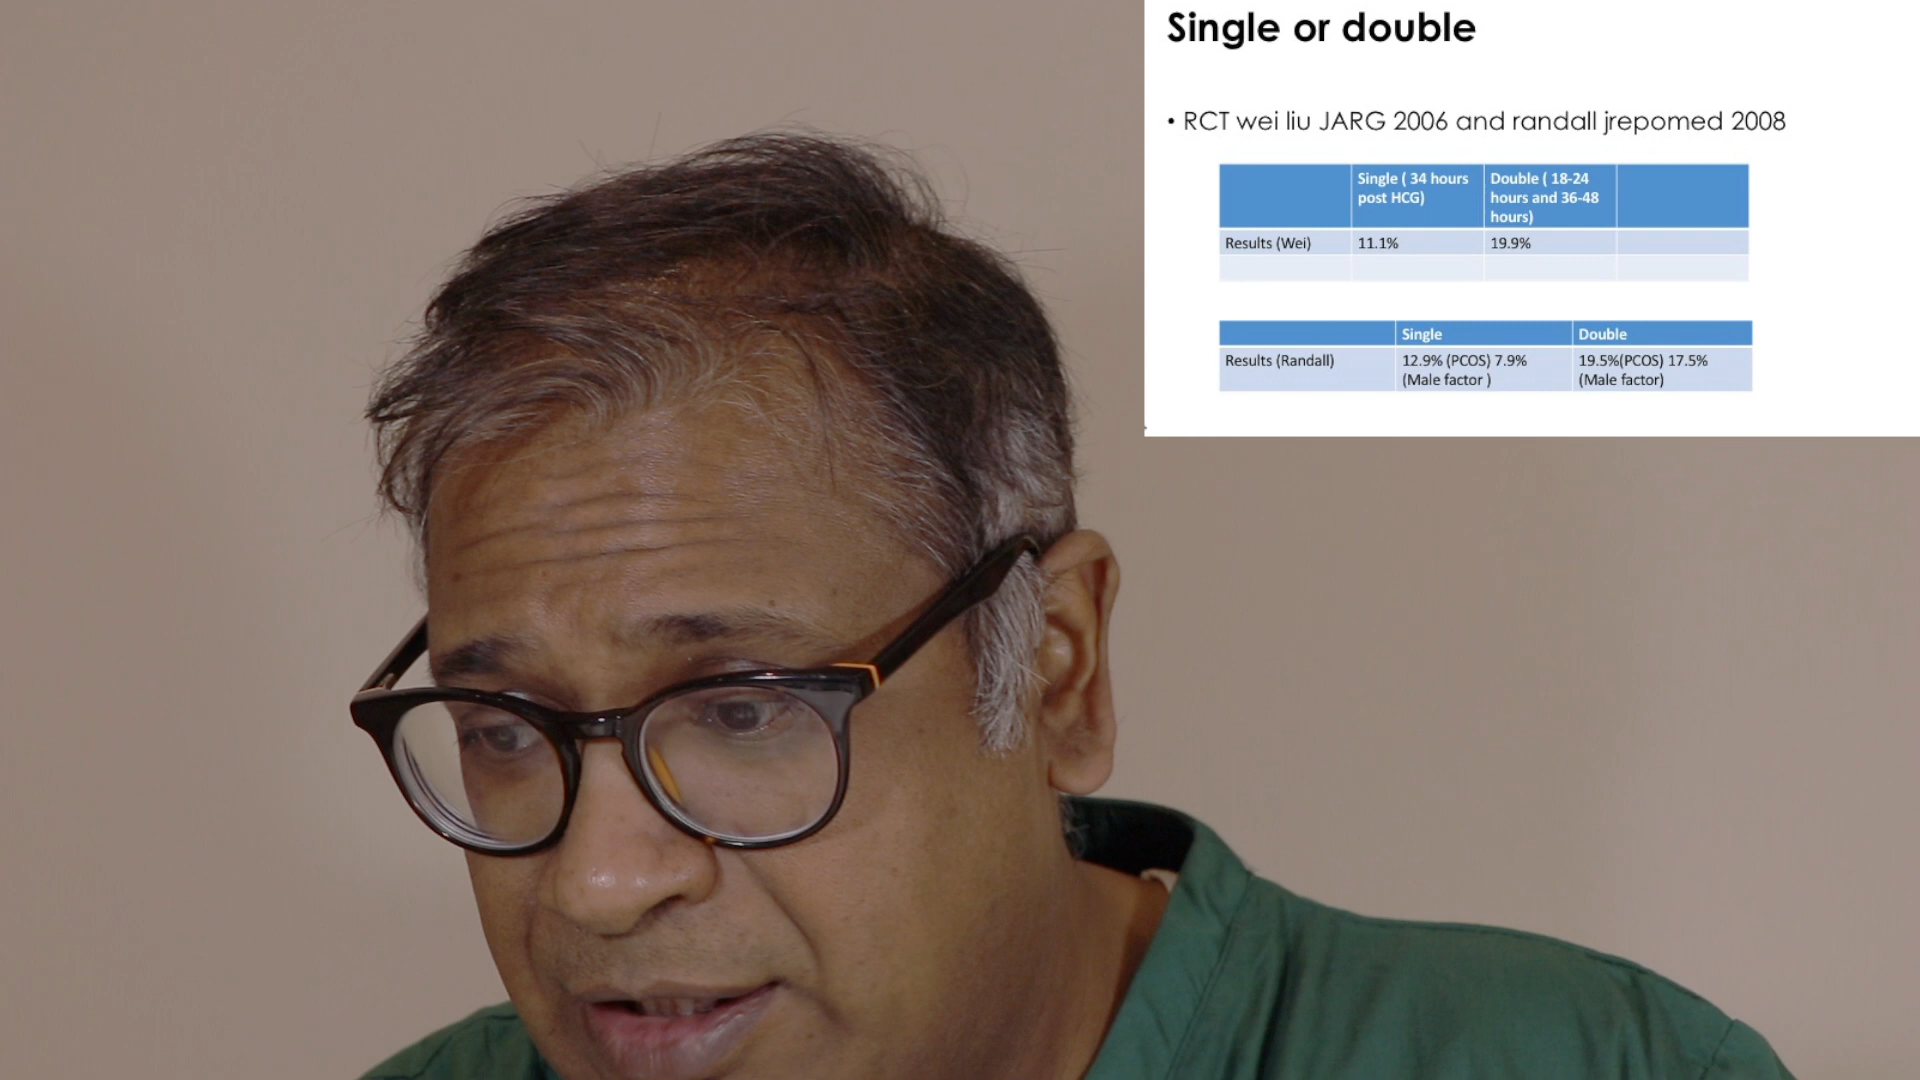 Single or double
• RCT wei liu JARG 2006 and randall jrepomed 2008
Single ( 34 hours
post HCG)
Double ( 18-24
hours and 36-48
hours)
Results (Wei) 11.1% 19.9%
Single Double
Results (Randall)
12.9% (PCOS) 7.9%
(Male factor )
19.5%(PCOS) 17.5%
(Male factor)